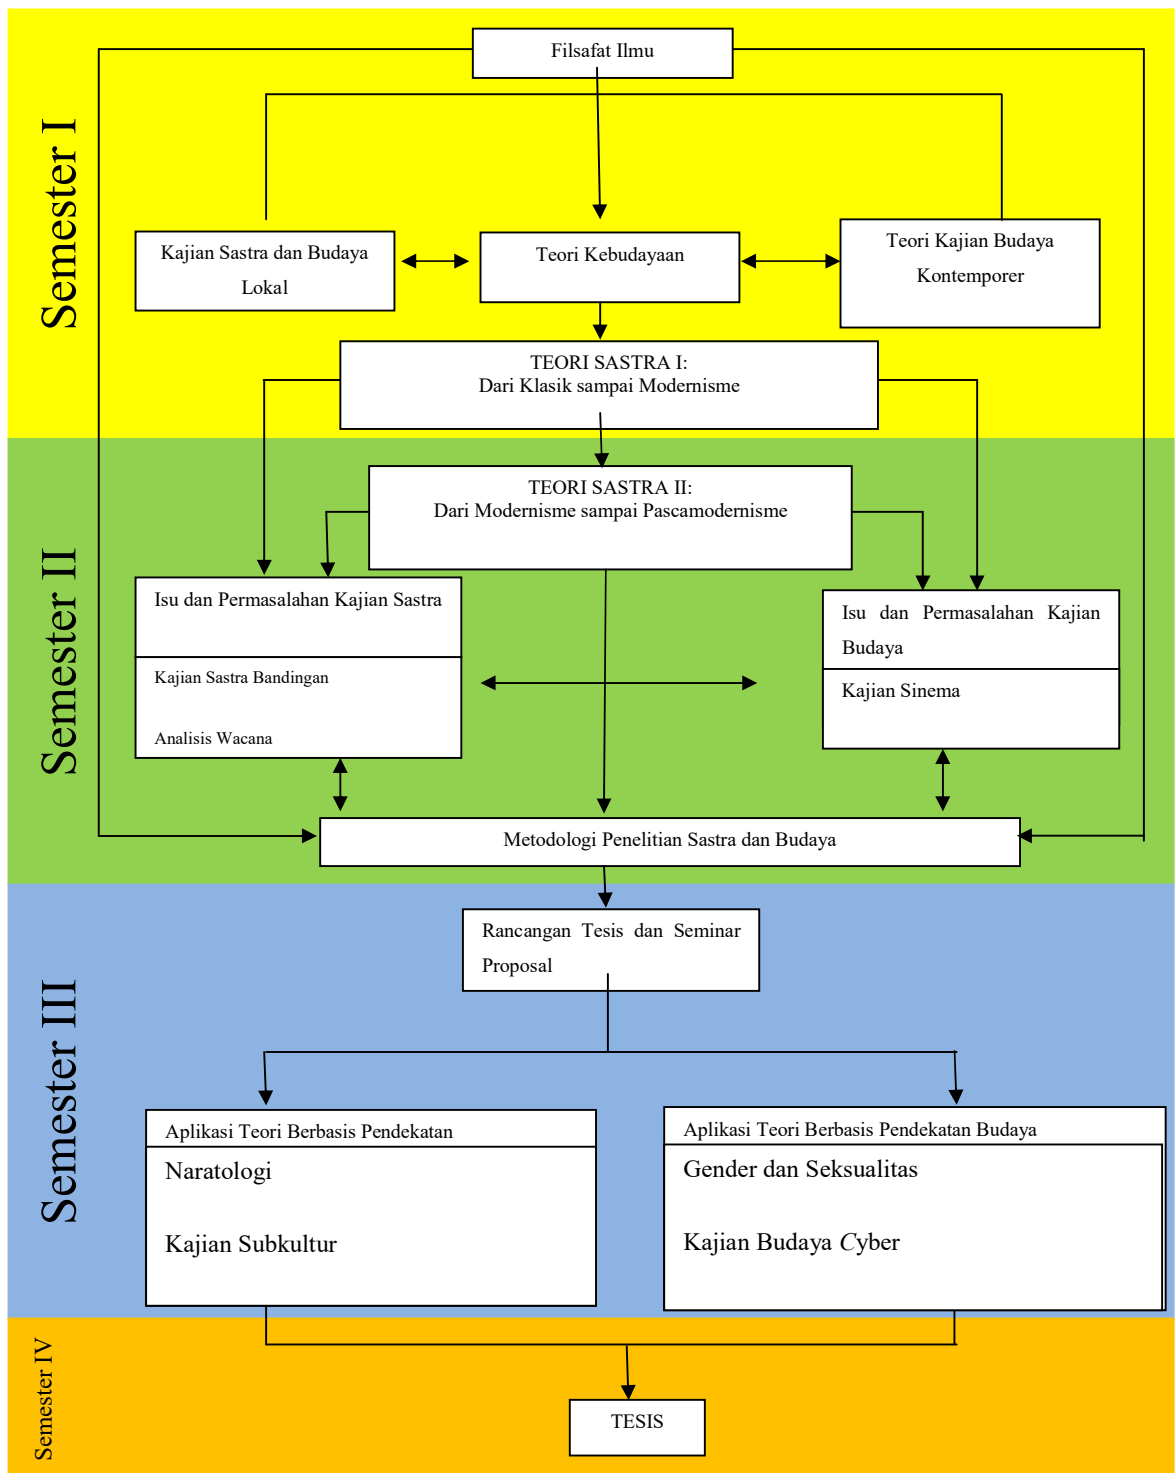 Semester I
Filsafat Ilmu
Kajian Sastra dan Budaya
Lokal
Teori Kebudayaan
Teori Kajian Budaya
Kontemporer
TEORI SASTRA I:
Dari Klasik sampai Modernisme
Semester II
TEORI SASTRA II:
Dari Modernisme sampai Pascamodernisme
Isu dan Permasalahan Kajian Sastra
Kajian Sastra Bandingan
Analisis Wacana
Isu dan Permasalahan Kajian
Budaya
Kajian Sinema
Metodologi Penelitian Sastra dan Budaya
Semester III
Rancangan Tesis dan Seminar
Proposal
Aplikasi Teori Berbasis Pendekatan
Naratologi
Kajian Subkultur
Aplikasi Teori Berbasis Pendekatan Budaya
Gender dan Seksualitas
Kajian Budaya Cyber
Semester IV
TESIS